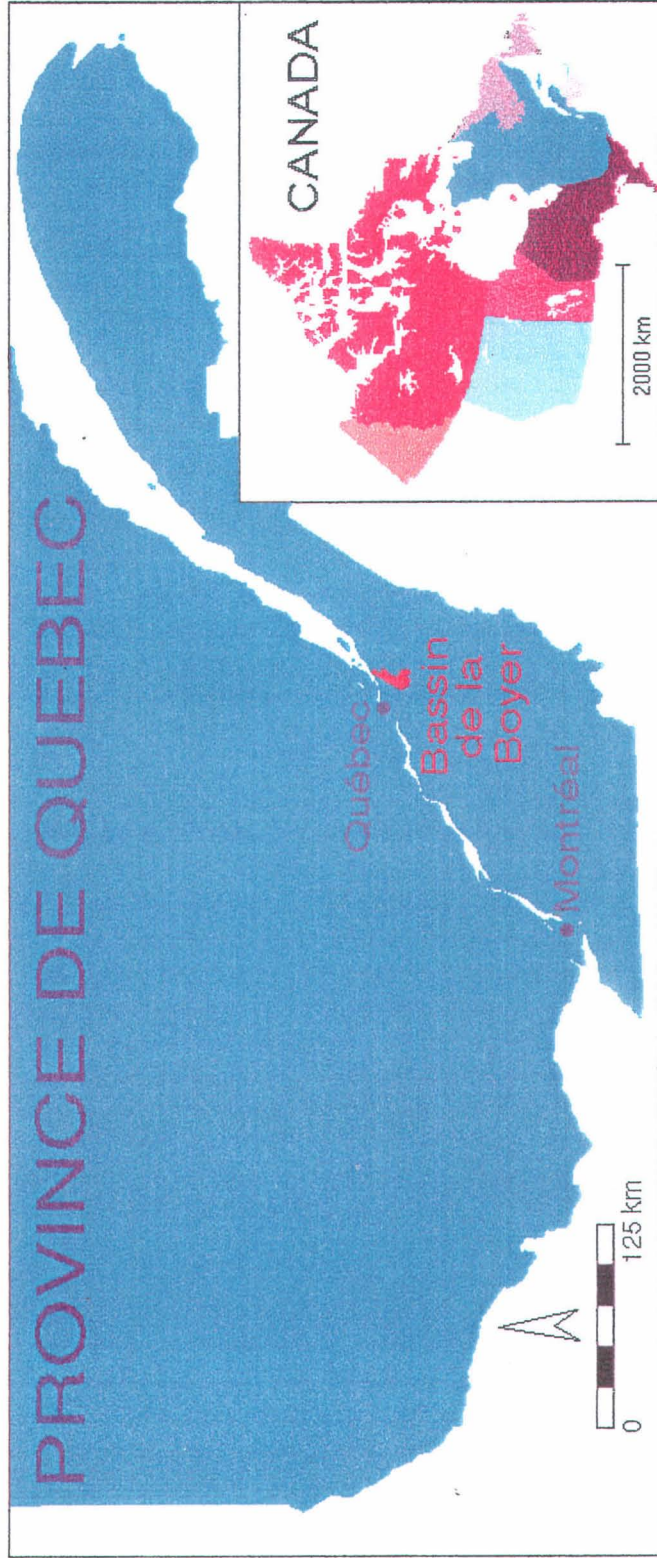 PROVINCE DE QUEBEC
Québec
Bassin
de la
Boyer
Montréal
0
125 km
CANADA
2000 km